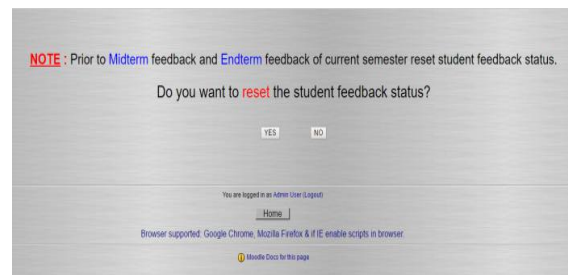 NOTE : Prior to Midterm feedback and Endterm feedback of current semester reset student feedback status.
Do you want to reset the student feedback status?
YES NO
You are logged in as Admin User (Logout)
Home
Browser supported: Google Chrome, Mozilla Firefox & if IE enable scripts in browser.
Moodle Docs for this page